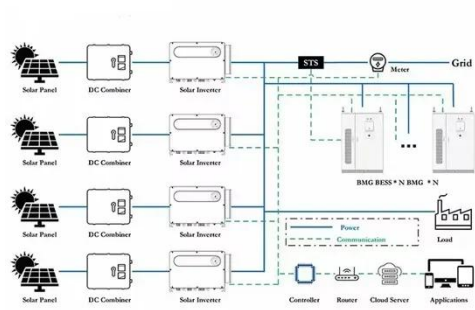 STS
Meter
Grid
Solar Panel
DC Combiner
Solar Inverter
Solar Panel
DC Combiner
Solar Inverter
BMG BESS * N BMG * N
Solar Panel
DC Combiner
Solar Inverter
Power
Communication
Load
Solar Panel
DC Combiner
Solar Inverter
Controller
Router
Cloud Server
Applications